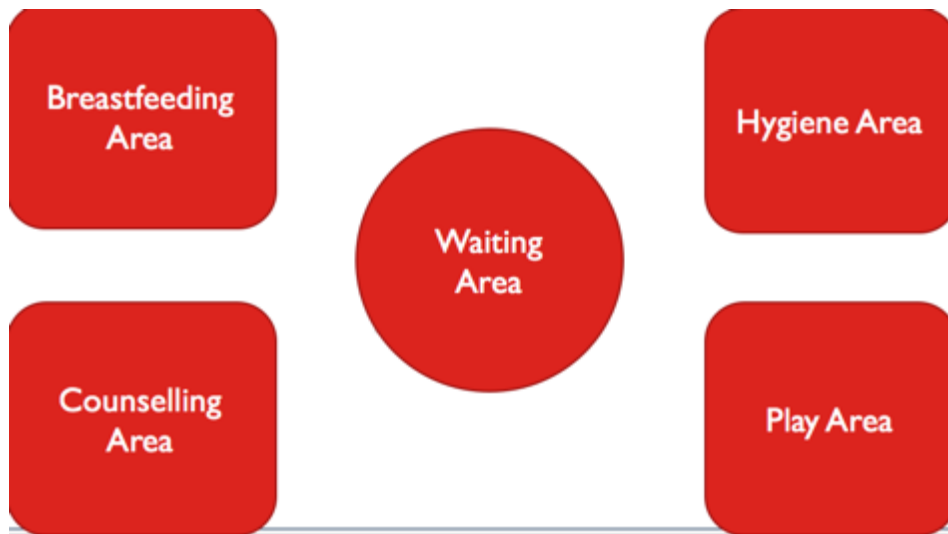 Breastfeeding
Area
Hygiene Area
Waiting
Area
Counselling
Area
Play Area